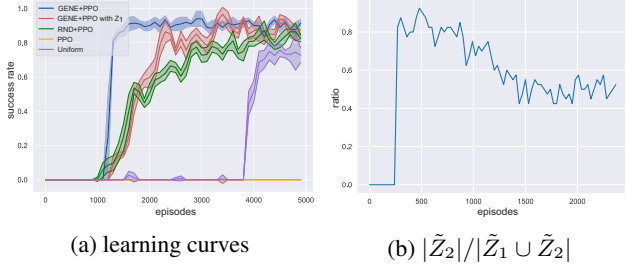 GENE+PPO
GENE+PPO with Z₁
RND+PPO
PPO
Uniform
success rate
1.0
0.8
0.6
0.4
0.2
0.0
0 1000 2000 3000 4000 5000
episodes
ratio
0.8
0.6
0.4
0.2
0.0
0 500 1000 1500 2000
episodes
(a) learning curves
(b) |Z̃₂|/|Z̃₁ ∪ Z̃₂|